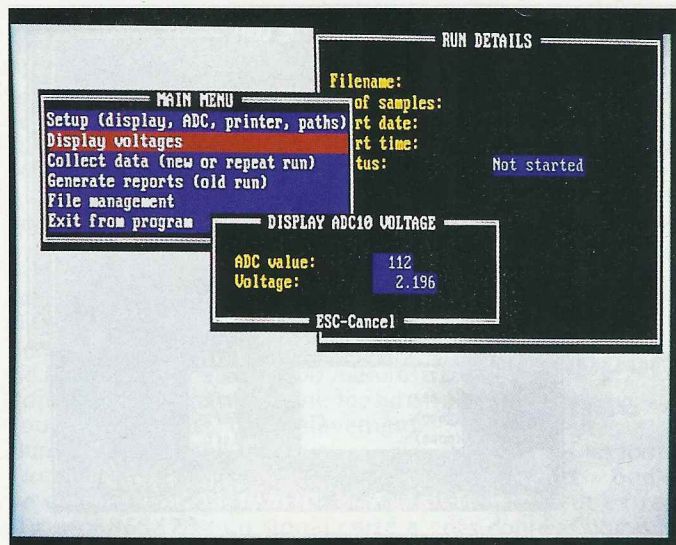 RUN DETAILS
Filename:
of samples:
rt date:
rt time:
tus: Not started
MAIN MENU
Setup (display, ADC, printer, paths)
Display voltages
Collect data (new or repeat run)
Generate reports (old run)
File management
Exit from program
DISPLAY ADC10 VOLTAGE
ADC value: 112
Voltage: 2.196
ESC-Cancel